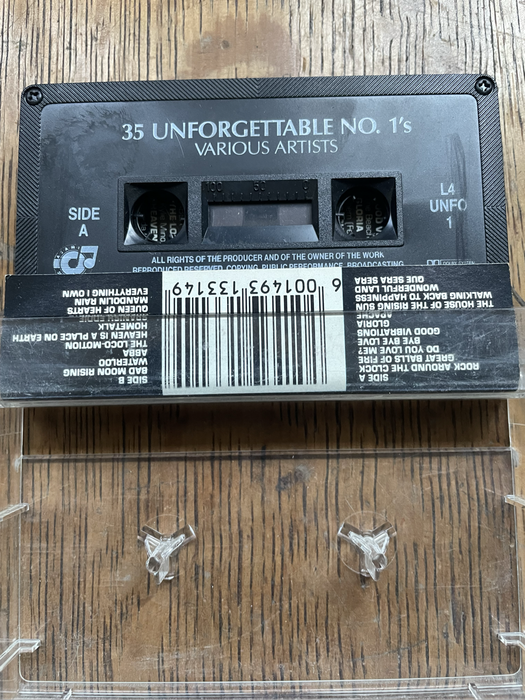 35 UNFORGETTABLE NO. 1's
VARIOUS ARTISTS
100 50 0
SIDE
A
L4
UNFO
1
ALL RIGHTS OF THE PRODUCER AND OF THE OWNER OF THE WORK
REPRODUCED RESERVED. COPYING, PUBLIC PERFORMANCE, BROADCASTING
SIDE A
ROCK AROUND THE CLOCK
GREAT BALLS OF FIRE
DO YOU LOVE ME?
BYE BYE LOVE
GOOD VIBRATIONS
GLORIA
APACHE
THE HOUSE OF THE RISING SUN
WALKING BACK TO HAPPINESS
WONDERFUL LAND
QUE SERA SERA
6 001493 133149
SIDE B
BAD MOON RISING
WATERLOO
ABBA
THE LOCO-MOTION
HEAVEN IS A PLACE ON EARTH
HOMETALK
QUEEN OF HEARTS
MANDOLIN RAIN
EVERYTHING I OWN